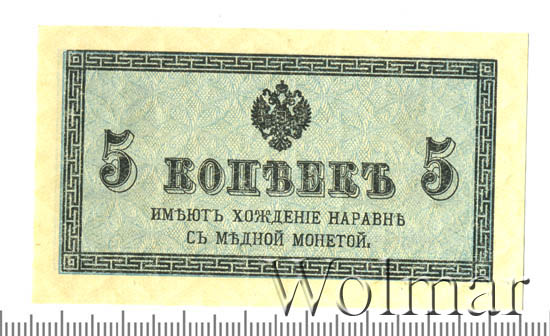 5 КОПѢЕКЪ 5
ИМѢЮТЪ ХОЖДЕНІЕ НАРАВНѢ
СЪ МѢДНОЙ МОНЕТОЙ.
Wolmar